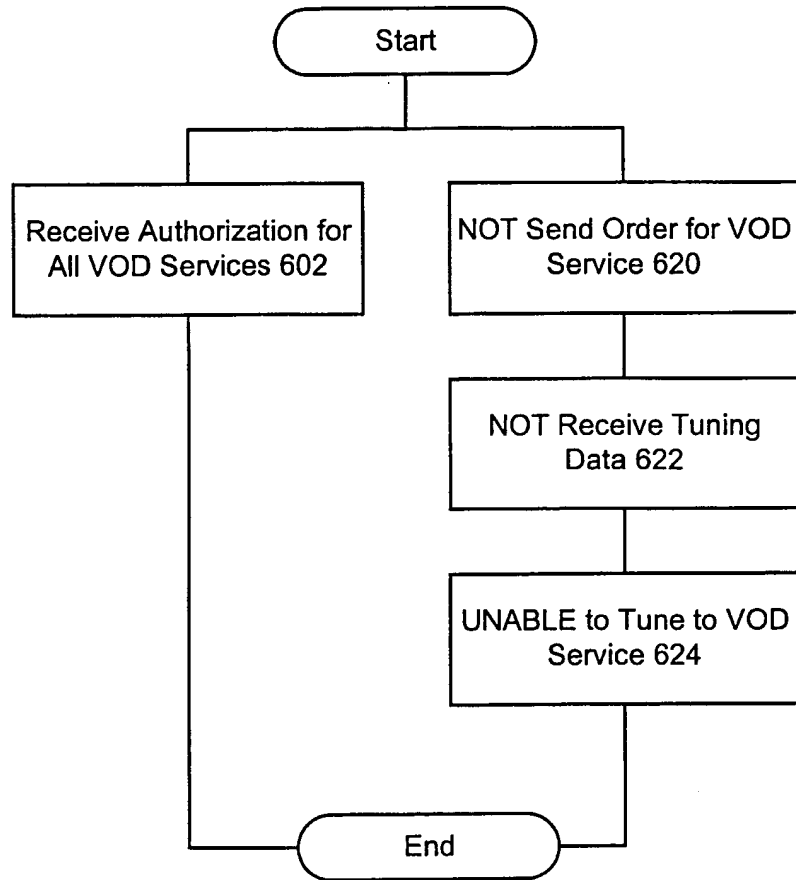 Start
Receive Authorization for
All VOD Services 602
NOT Send Order for VOD
Service 620
NOT Receive Tuning
Data 622
UNABLE to Tune to VOD
Service 624
End